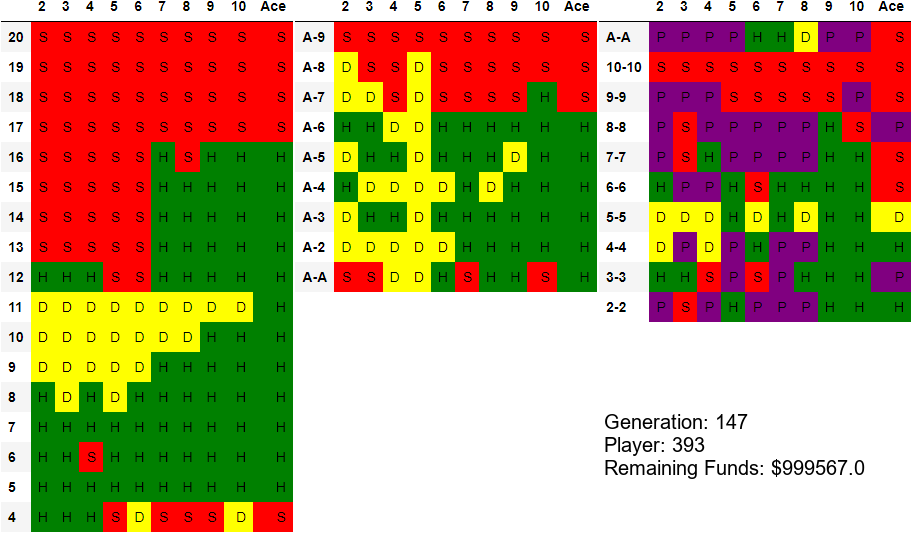 2 3 4 5 6 7 8 9 10 Ace 2 3 4 5 6 7 8 9 10 Ace 2 3 4 5 6 7 8 9 10 Ace
20 S S S S S S S S S S A-9 S S S S S S S S S S A-A P P P P H H D P P S
19 S S S S S S S S S S A-8 D S S D S S S S S S 10-10 S S S S S S S S S S
18 S S S S S S S S S S A-7 D D S D S S S S H S 9-9 P P P S S S S S P S
17 S S S S S S S S S S A-6 H H D D H H H H H H 8-8 P S P P P P P H S P
16 S S S S S H S H H H A-5 D H H D H H H D H H 7-7 P S H P P P P H H S
15 S S S S S H H H H H A-4 H D D D D H D H H H 6-6 H P P H S H H H H S
14 S S S S S H H H H H A-3 D H H D H H H H H H 5-5 D D D H D H D H H D
13 S S S S S H H H H H A-2 D D D D D H H H H H 4-4 D P D P H P P H H H
12 H H H S S H H H H H A-A S S D D H S H H S H 3-3 H H S P S P H H H P
11 D D D D D D D D D H 2-2 P S P H P P P H H H
10 D D D D D D D H H H
9 D D D D D H H H H H
8 H D H D H H H H H H
7 H H H H H H H H H H
Generation: 147
Player: 393
6 H H S H H H H H H H
Remaining Funds: $999567.0
5 H H H H H H H H H H
4 H H H S D S S S D S